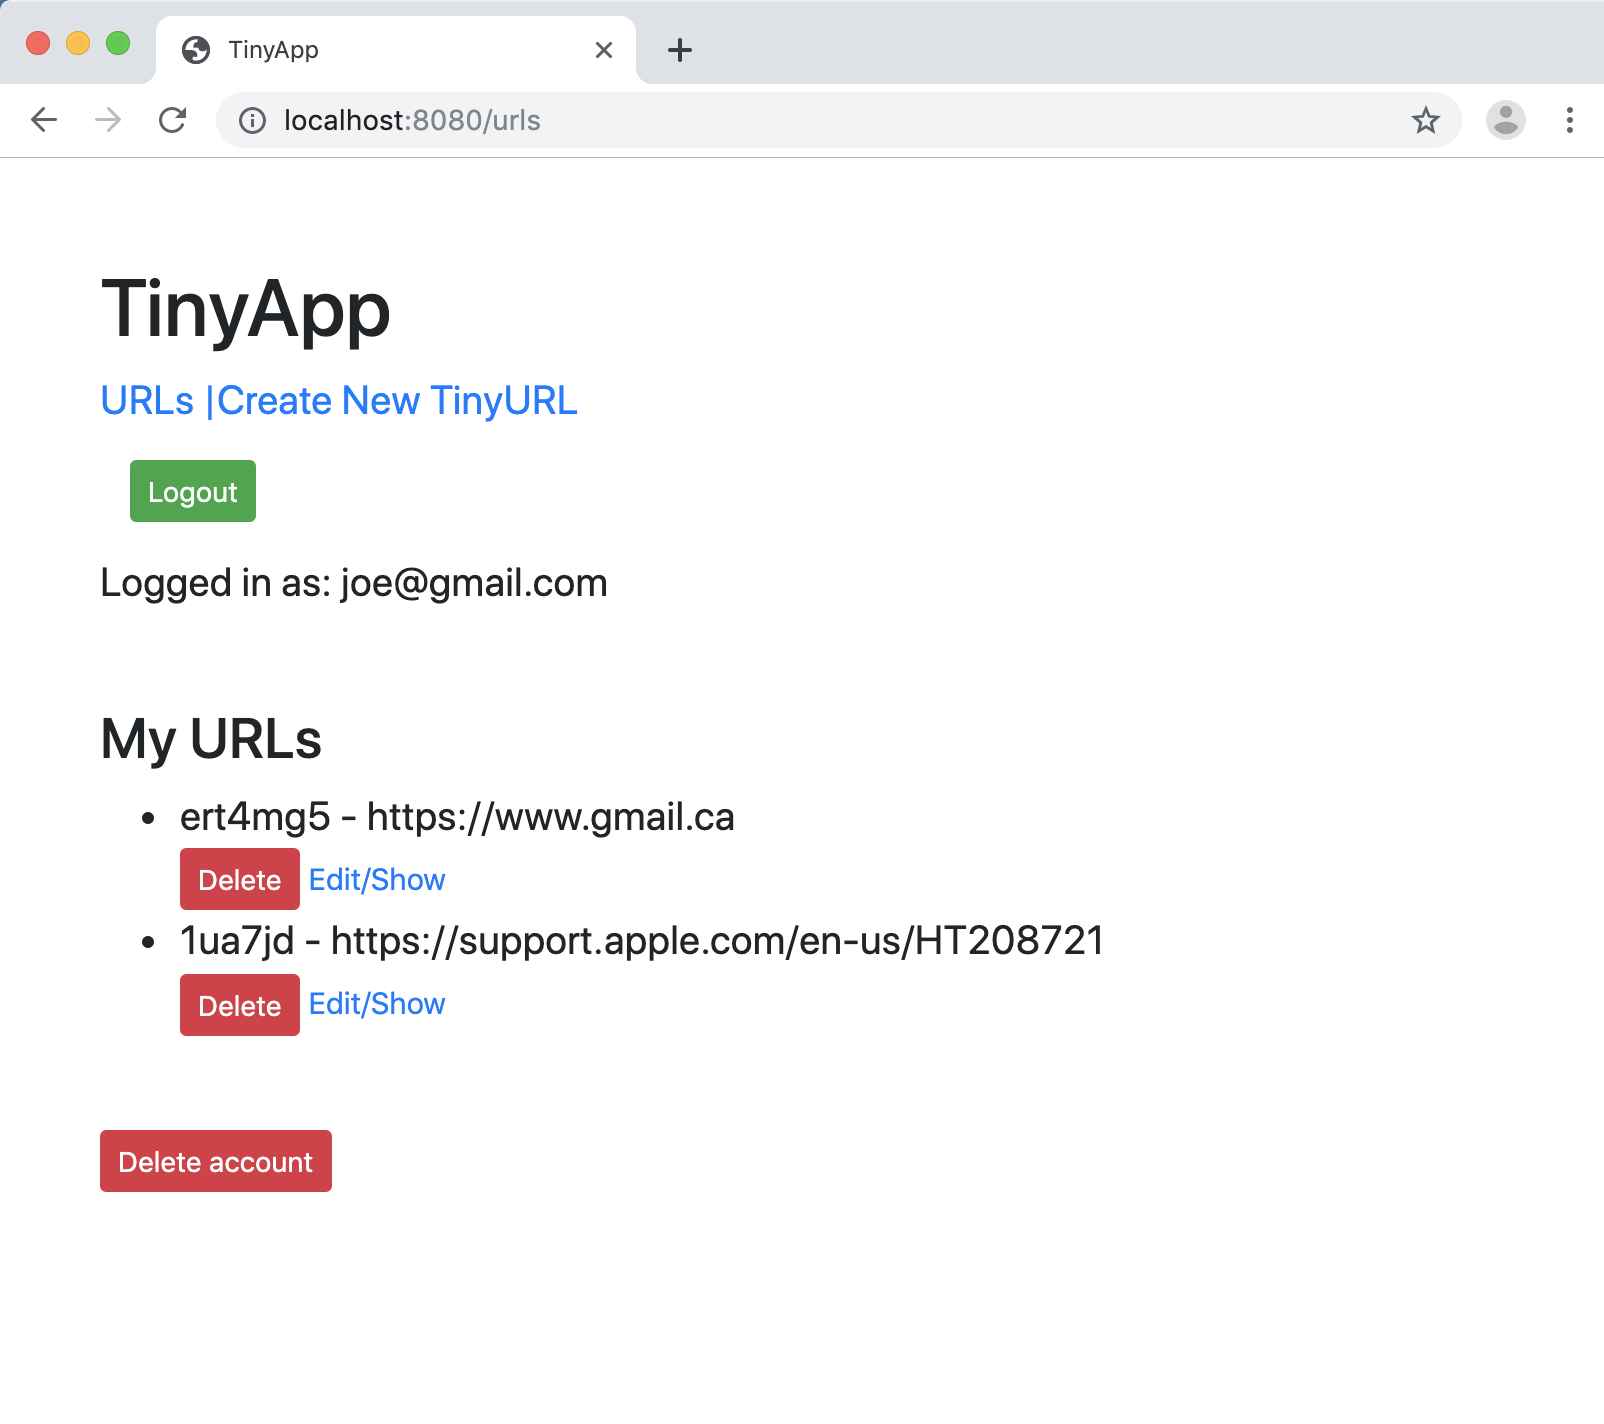 TinyApp
localhost:8080/urls
TinyApp
URLs |Create New TinyURL
Logout
Logged in as: joe@gmail.com
My URLs
ert4mg5 - https://www.gmail.ca
Delete Edit/Show
1ua7jd - https://support.apple.com/en-us/HT208721
Delete Edit/Show
Delete account